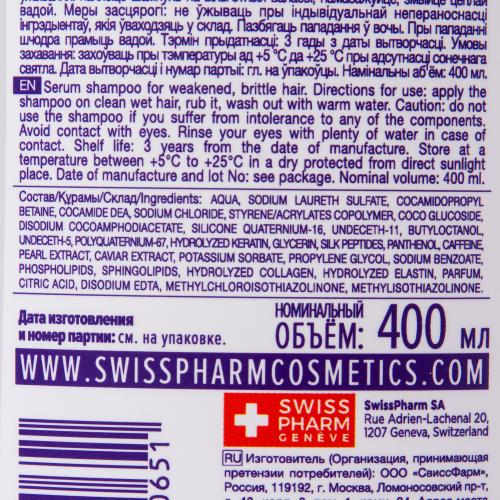 вадой. Меры засцярогі: не ўжываць пры індывідуальнай непераноснасці
інгрэдыентаў, якія ўваходзяць у склад. Пазбягаць пападання ў вочы. Пры пападанні
шчодра прамыць вадой. Тэрмін прыдатнасці: 3 гады з даты вытворчасці. Умовы
захавання: захоўваць пры тэмпературы ад +5 °C да +25 °C пры адсутнасці сонечнага
святла. Дата вытворчасці і нумар партыі: гл. на ўпакоўцы. Намінальны аб'ём: 400 мл.
EN Serum shampoo for weakened, brittle hair. Directions for use: apply the
shampoo on clean wet hair, rub it, wash out with warm water. Caution: do not
use the shampoo if you suffer from intolerance to any of the components.
Avoid contact with eyes. Rinse your eyes with plenty of water in case of
contact. Shelf life: 3 years from the date of manufacture. Store at a
temperature between +5°C to +25°C in a dry protected from direct sunlight
place. Date of manufacture and lot No: see package. Nominal volume: 400 ml.
Состав/Құрамы/Склад/Ingredients: AQUA, SODIUM LAURETH SULFATE, COCAMIDOPROPYL
BETAINE, COCAMIDE DEA, SODIUM CHLORIDE, STYRENE/ACRYLATES COPOLYMER, COCO GLUCOSIDE,
DISODIUM COCOAMPHODIACETATE, SILICONE QUATERNIUM-16, UNDECETH-11, BUTYLOCTANOL,
UNDECETH-5, POLYQUATERNIUM-67, HYDROLYZED KERATIN, GLYCERIN, SILK PEPTIDES, PANTHENOL, CAFFEINE,
PEARL EXTRACT, CAVIAR EXTRACT, POTASSIUM SORBATE, PROPYLENE GLYCOL, SODIUM BENZOATE,
PHOSPHOLIPIDS, SPHINGOLIPIDS, HYDROLYZED COLLAGEN, HYDROLYZED ELASTIN, PARFUM,
CITRIC ACID, DISODIUM EDTA, METHYLCHLOROISOTHIAZOLINONE, METHYLISOTHIAZOLINONE.
Дата изготовления
и номер партии: см. на упаковке.
НОМИНАЛЬНЫЙ
ОБЪЁМ: 400 мл
WWW.SWISSPHARMCOSMETICS.COM
SWISS
PHARM
GENÈVE
SwissPharm SA
Rue Adrien-Lachenal 20,
1207 Geneva, Switzerland
0651
RU Изготовитель (Организация, принимающая
претензии потребителей): ООО «СвиссФарм»,
Россия, 119192, г. Москва, Ломоносовский пр-т,